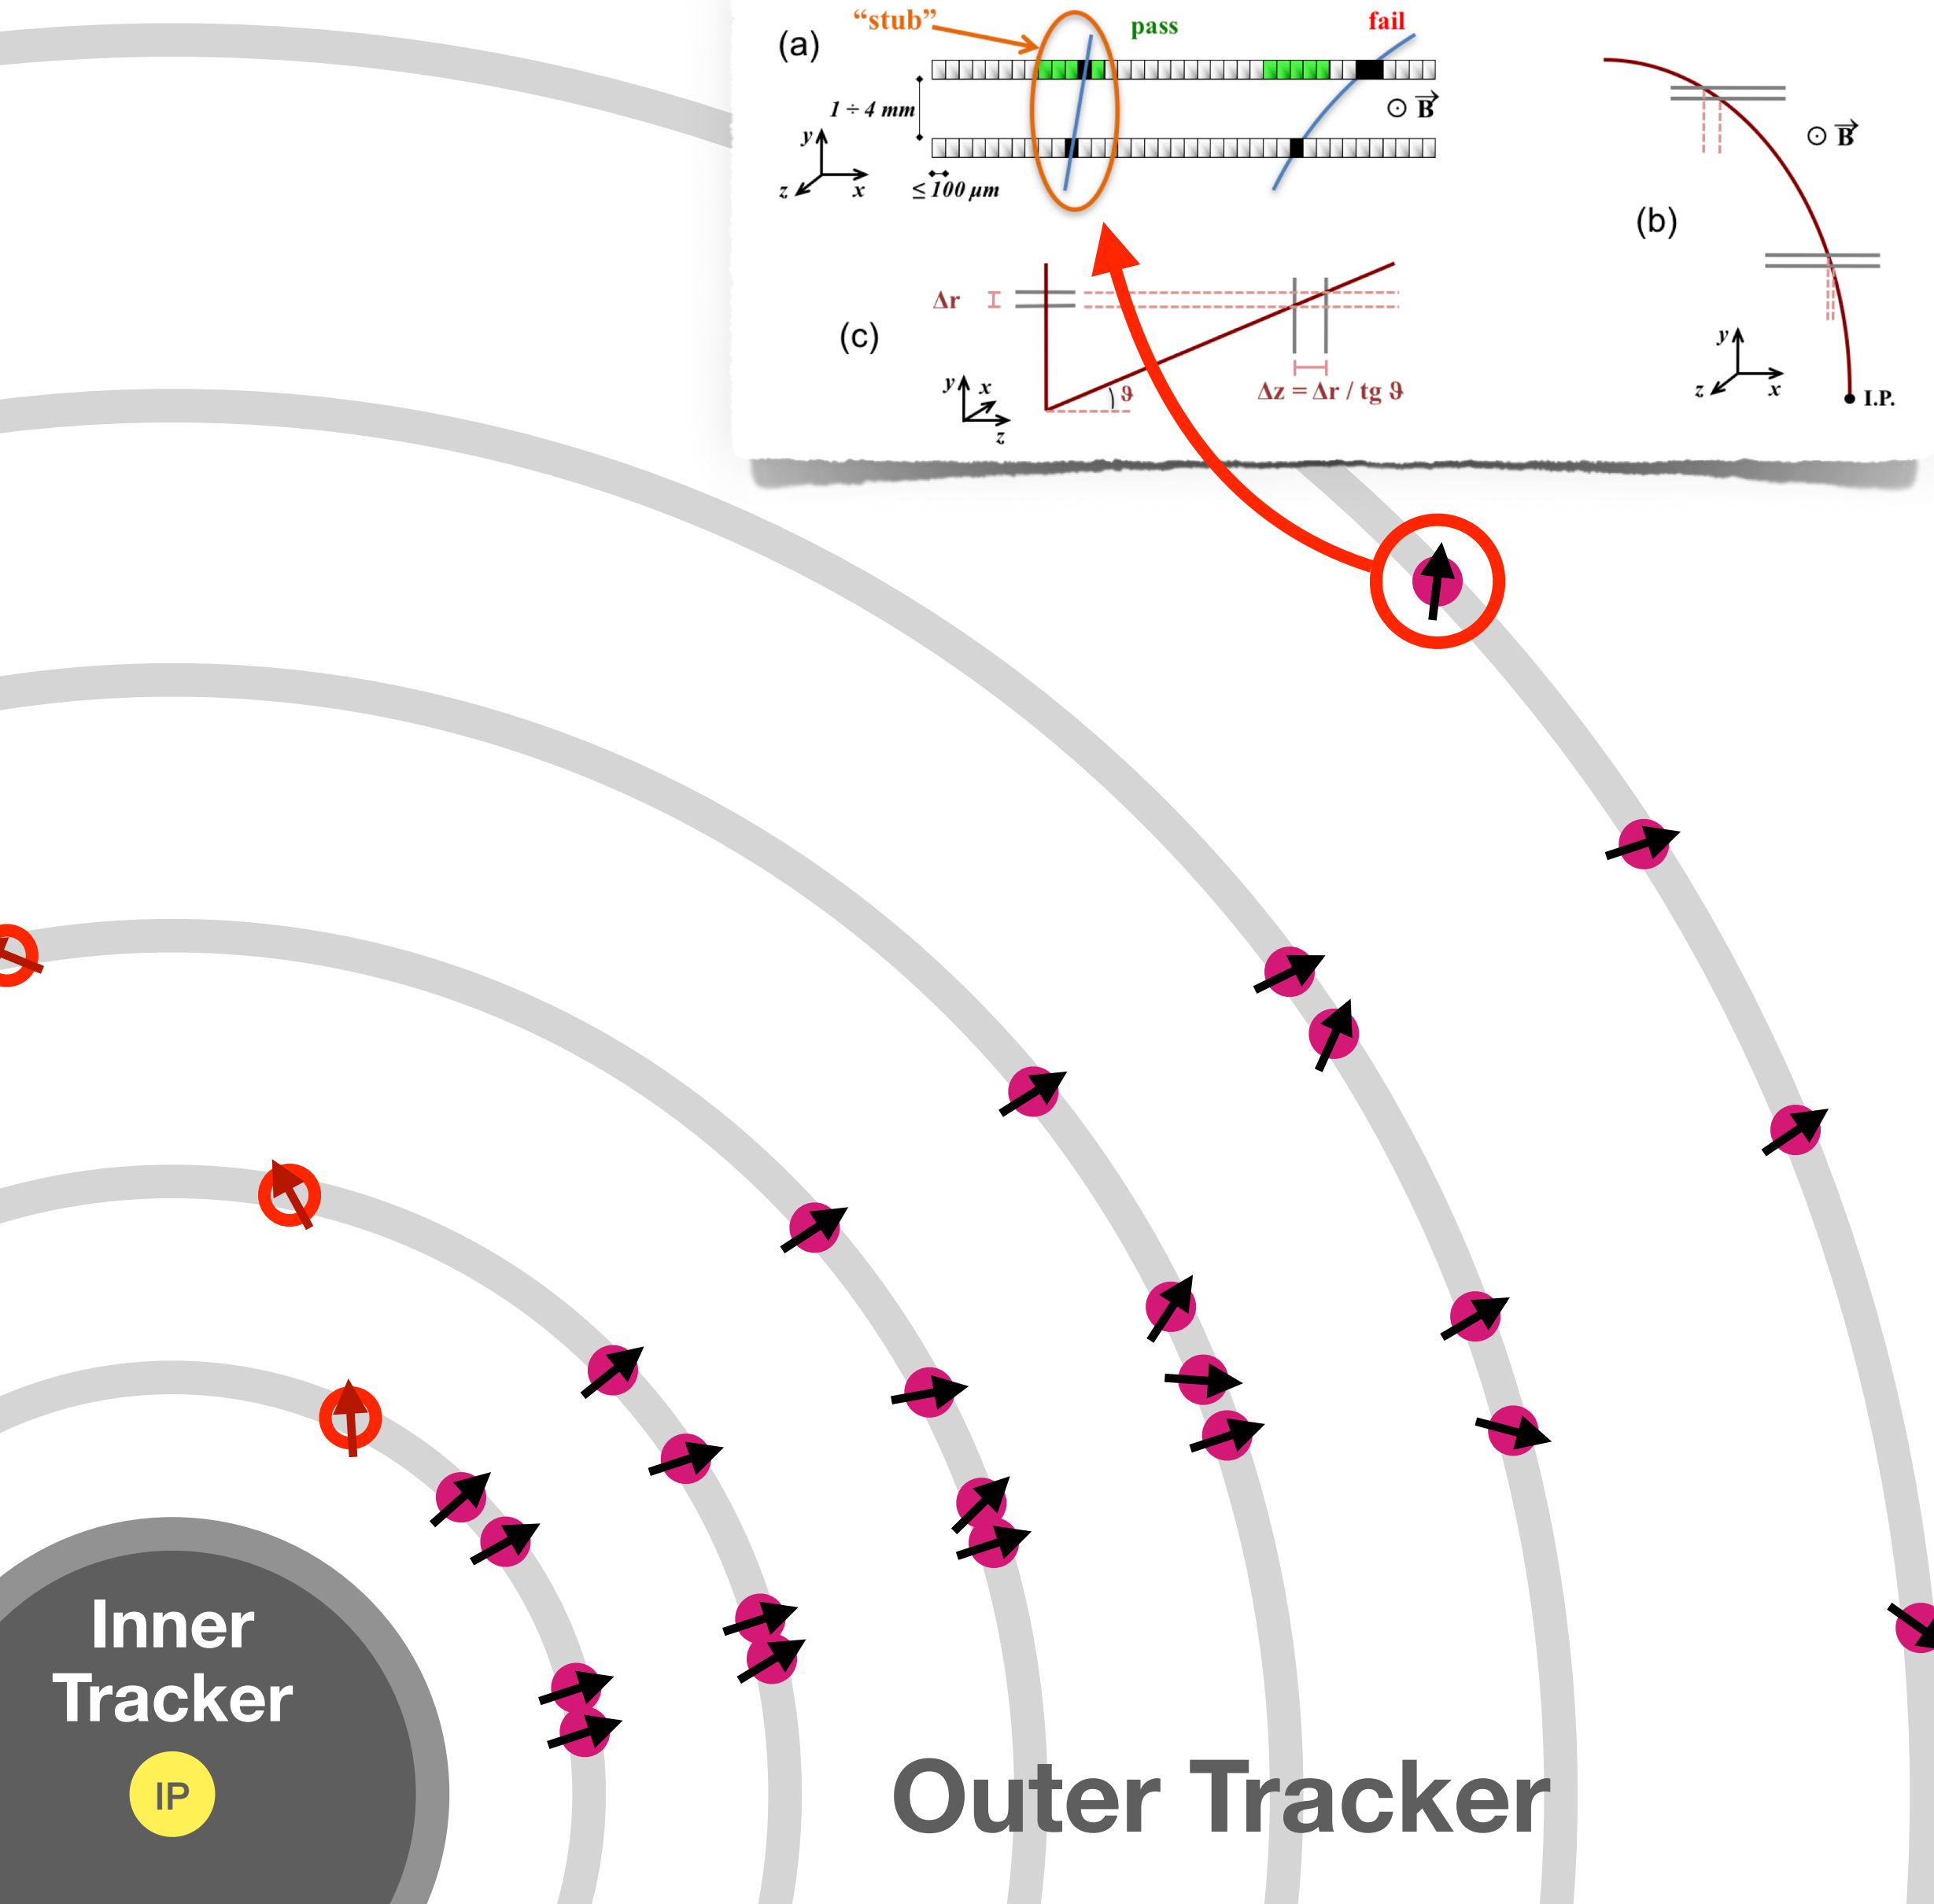 “stub”
pass
fail
(a)
1 ÷ 4 mm
⊙ B⃗
y
z
x
≤ 100 μm
⊙ B⃗
(b)
Δr
(c)
y
x
z
ϑ
Δz = Δr / tg ϑ
y
z
x
I.P.
Inner
Tracker
IP
Outer Tracker